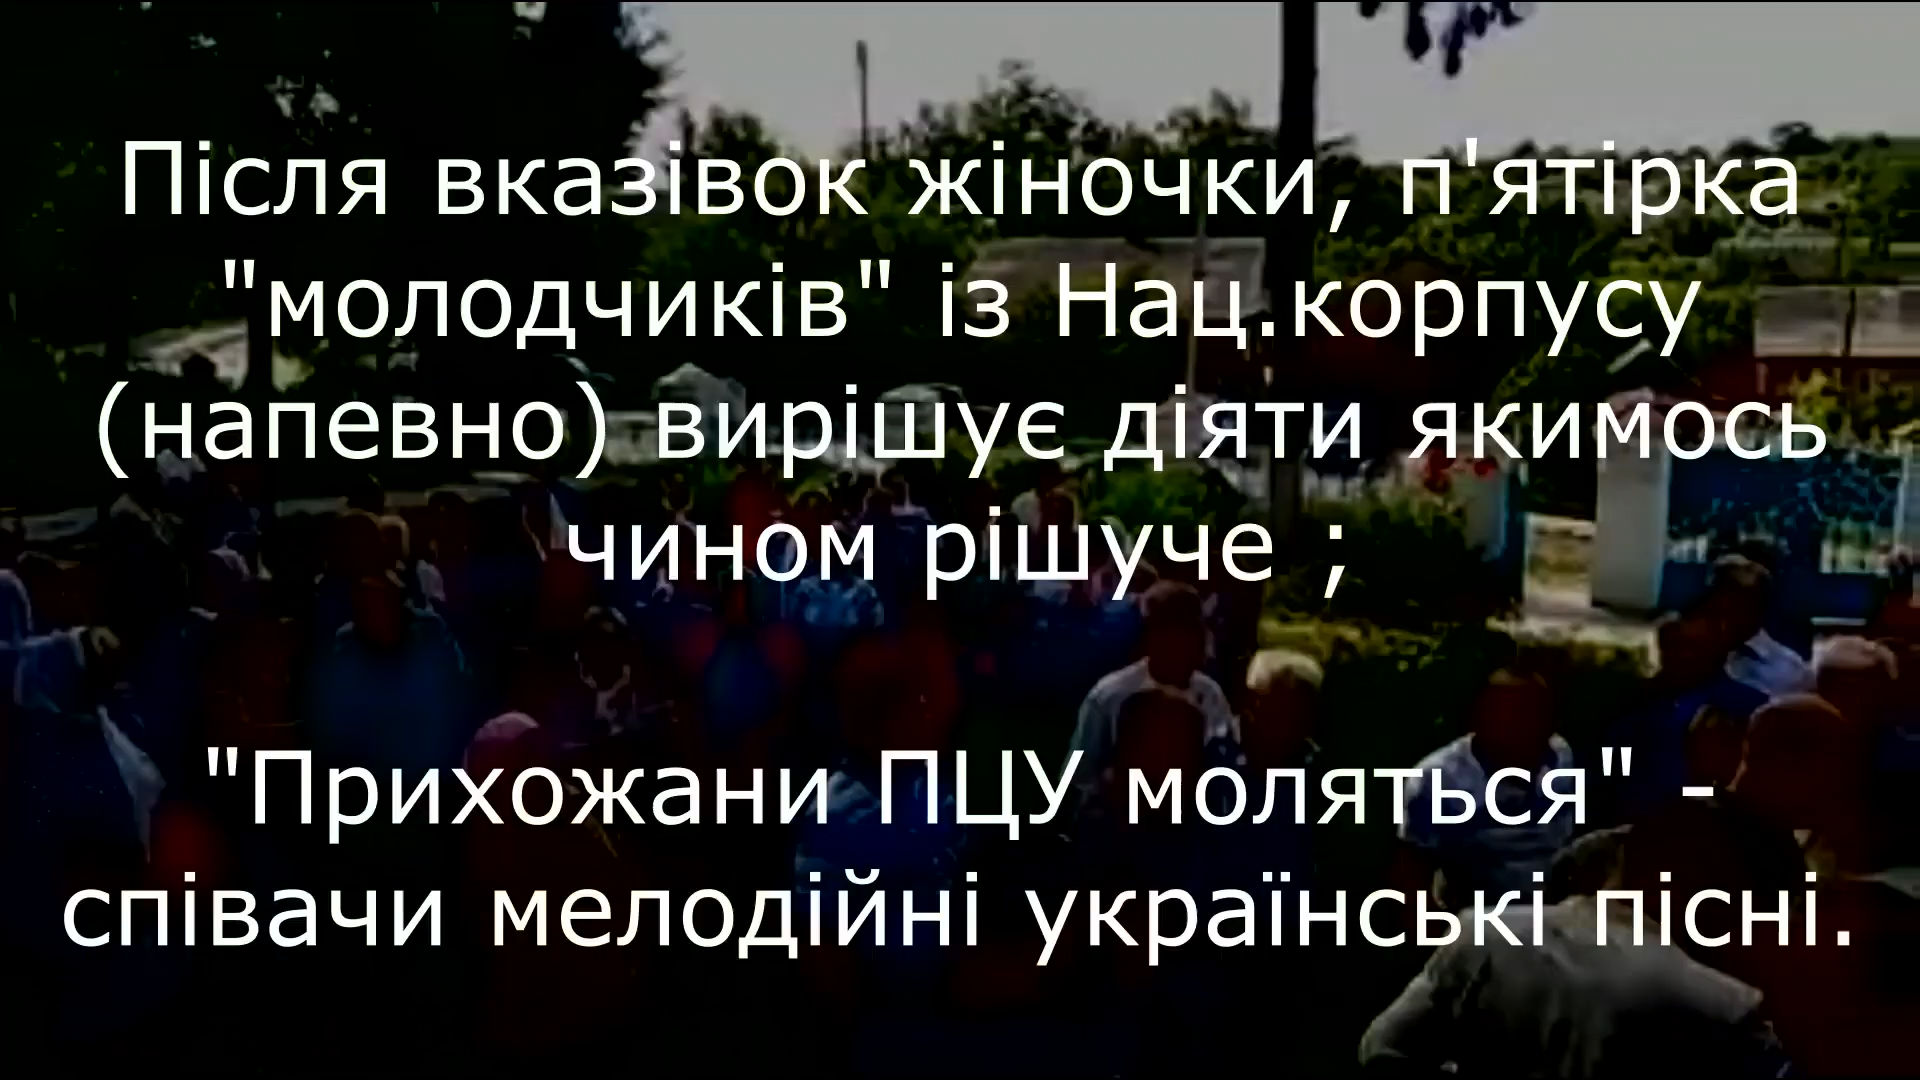 Після вказівок жіночки, п'ятірка
"молодчиків" із Нац.корпусу
(напевно) вирішує діяти якимось
чином рішуче ;
"Прихожани ПЦУ моляться" -
співачи мелодійні українські пісні.